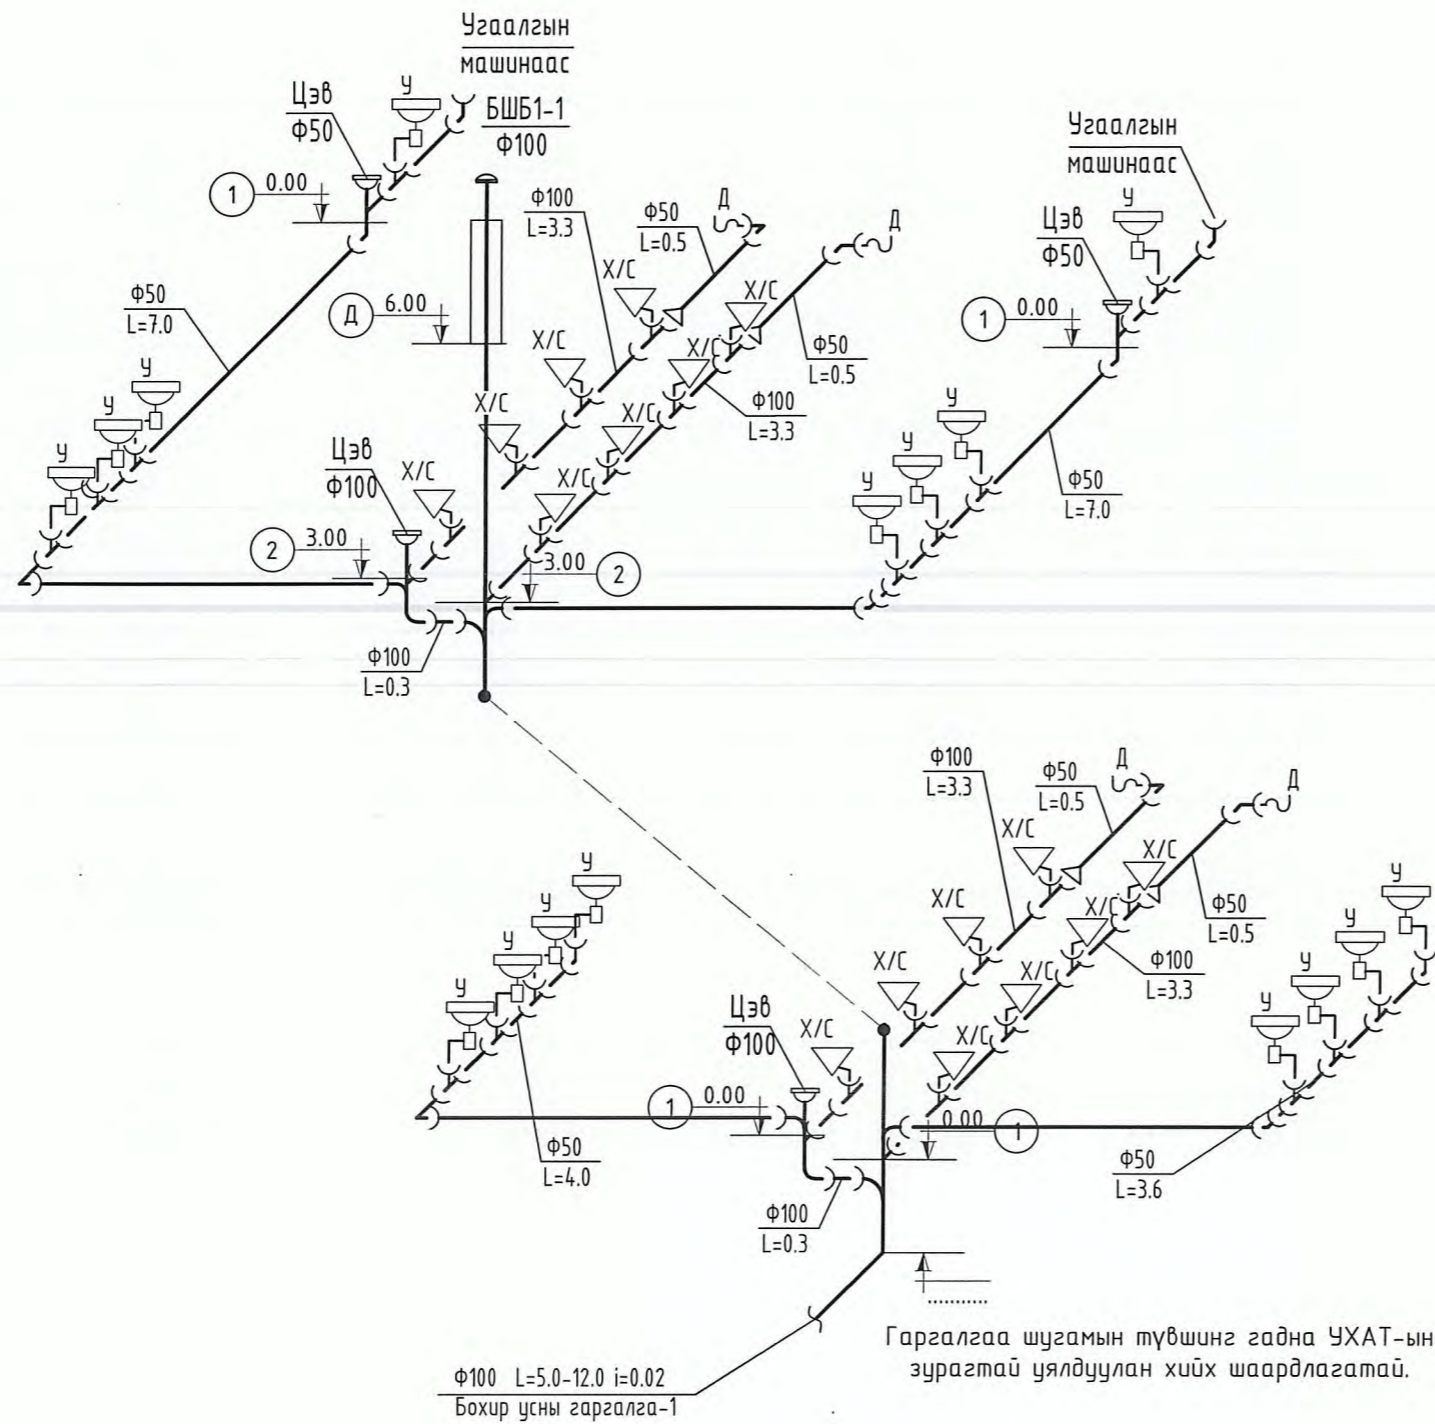 Угаалгын
машинаас
У
Цэв
Ф50
БШБ1-1
Ф100
1
0.00
Ф100
L=3.3
Ф50
L=0.5
Д
Д
Угаалгын
машинаас
У
Цэв
Ф50
Х/С
Х/С
Ф50
L=7.0
Д
6.00
1
0.00
Х/С
Х/С
Ф50
L=0.5
У
У
У
Х/С
Х/С
Ф100
L=3.3
У
У
У
Цэв
Ф100
Х/С
Х/С
Ф50
L=7.0
2
3.00
3.00
2
Ф100
L=0.3
Ф100
L=3.3
Ф50
L=0.5
Д
Д
Х/С
Х/С
У
У
У
У
Х/С
Х/С
Ф50
L=0.5
У
У
У
У
Х/С
Х/С
Ф100
L=3.3
Цэв
Ф100
Х/С
Х/С
1
0.00
0.00
1
Ф50
L=4.0
Ф50
L=3.6
Ф100
L=0.3
...........
Гаргалгаа шугамын түвшинг гадна УХАТ-ын
зурагтай уялдуулан хийх шаардлагатай.
Ф100 L=5.0-12.0 i=0.02
Бохир усны гаргалга-1